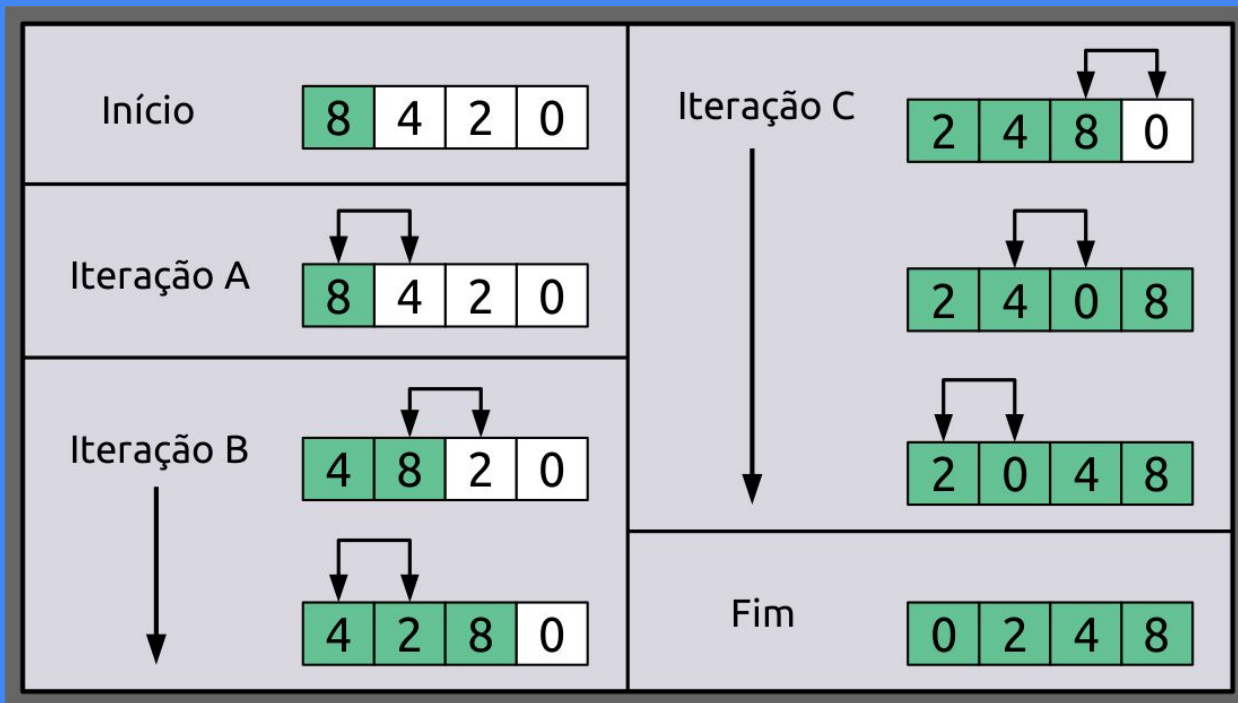 Início
8 4 2 0
Iteração A
8 4 2 0
Iteração B
4 8 2 0
4 2 8 0
Iteração C
2 4 8 0
2 4 0 8
2 0 4 8
Fim
0 2 4 8